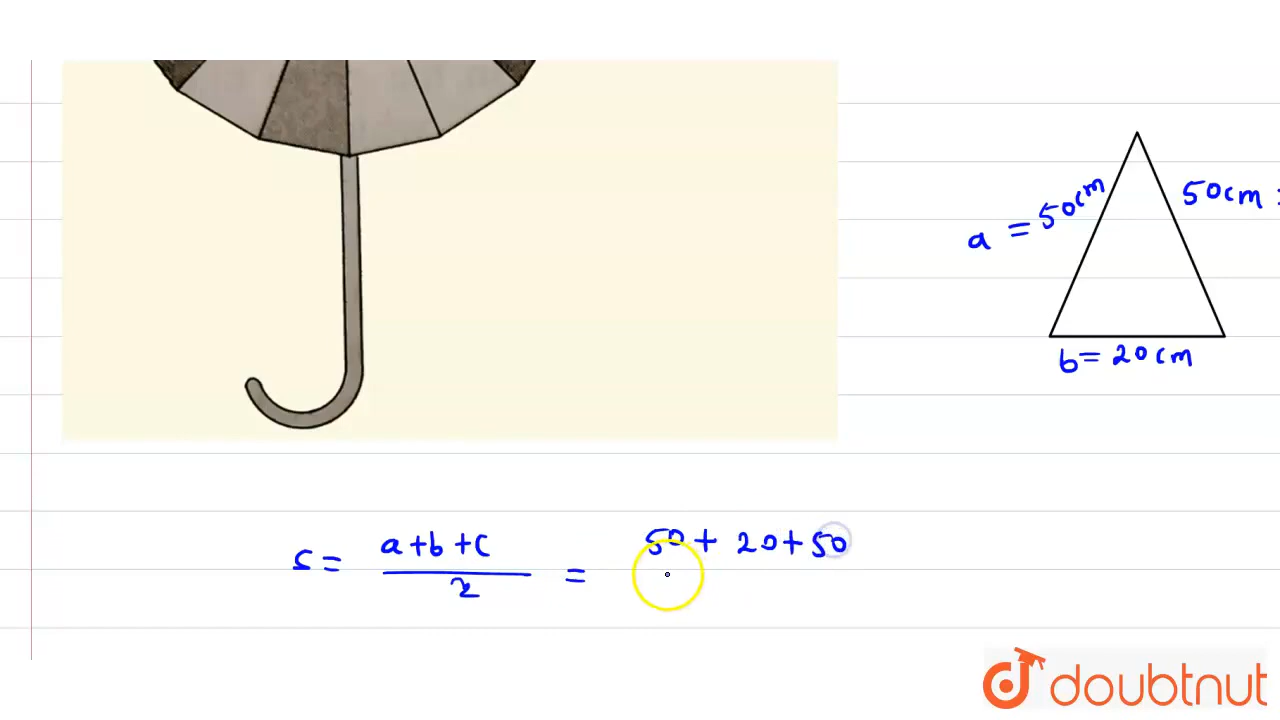 a = 50cm
50cm =
b = 20cm
s = a+b+c / 2 = 50 + 20 + 50
doubtnut